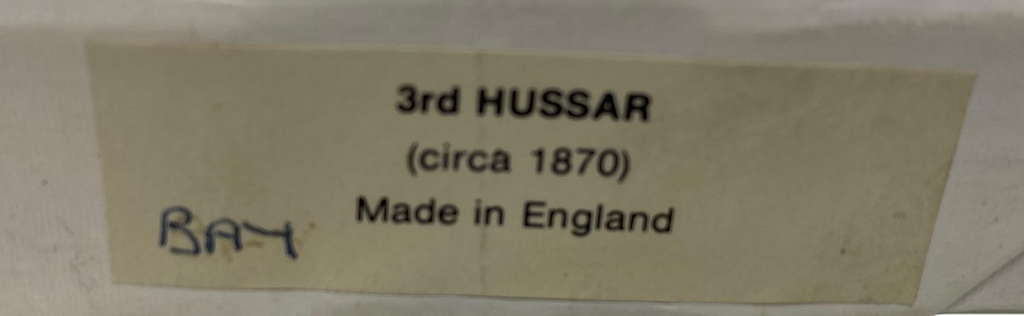 3rd HUSSAR
(circa 1870)
Made in England
BAY